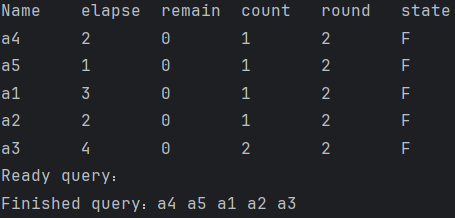 Name elapse remain count round state
a4 2 0 1 2 F
a5 1 0 1 2 F
a1 3 0 1 2 F
a2 2 0 1 2 F
a3 4 0 2 2 F
Ready query：
Finished query：a4 a5 a1 a2 a3